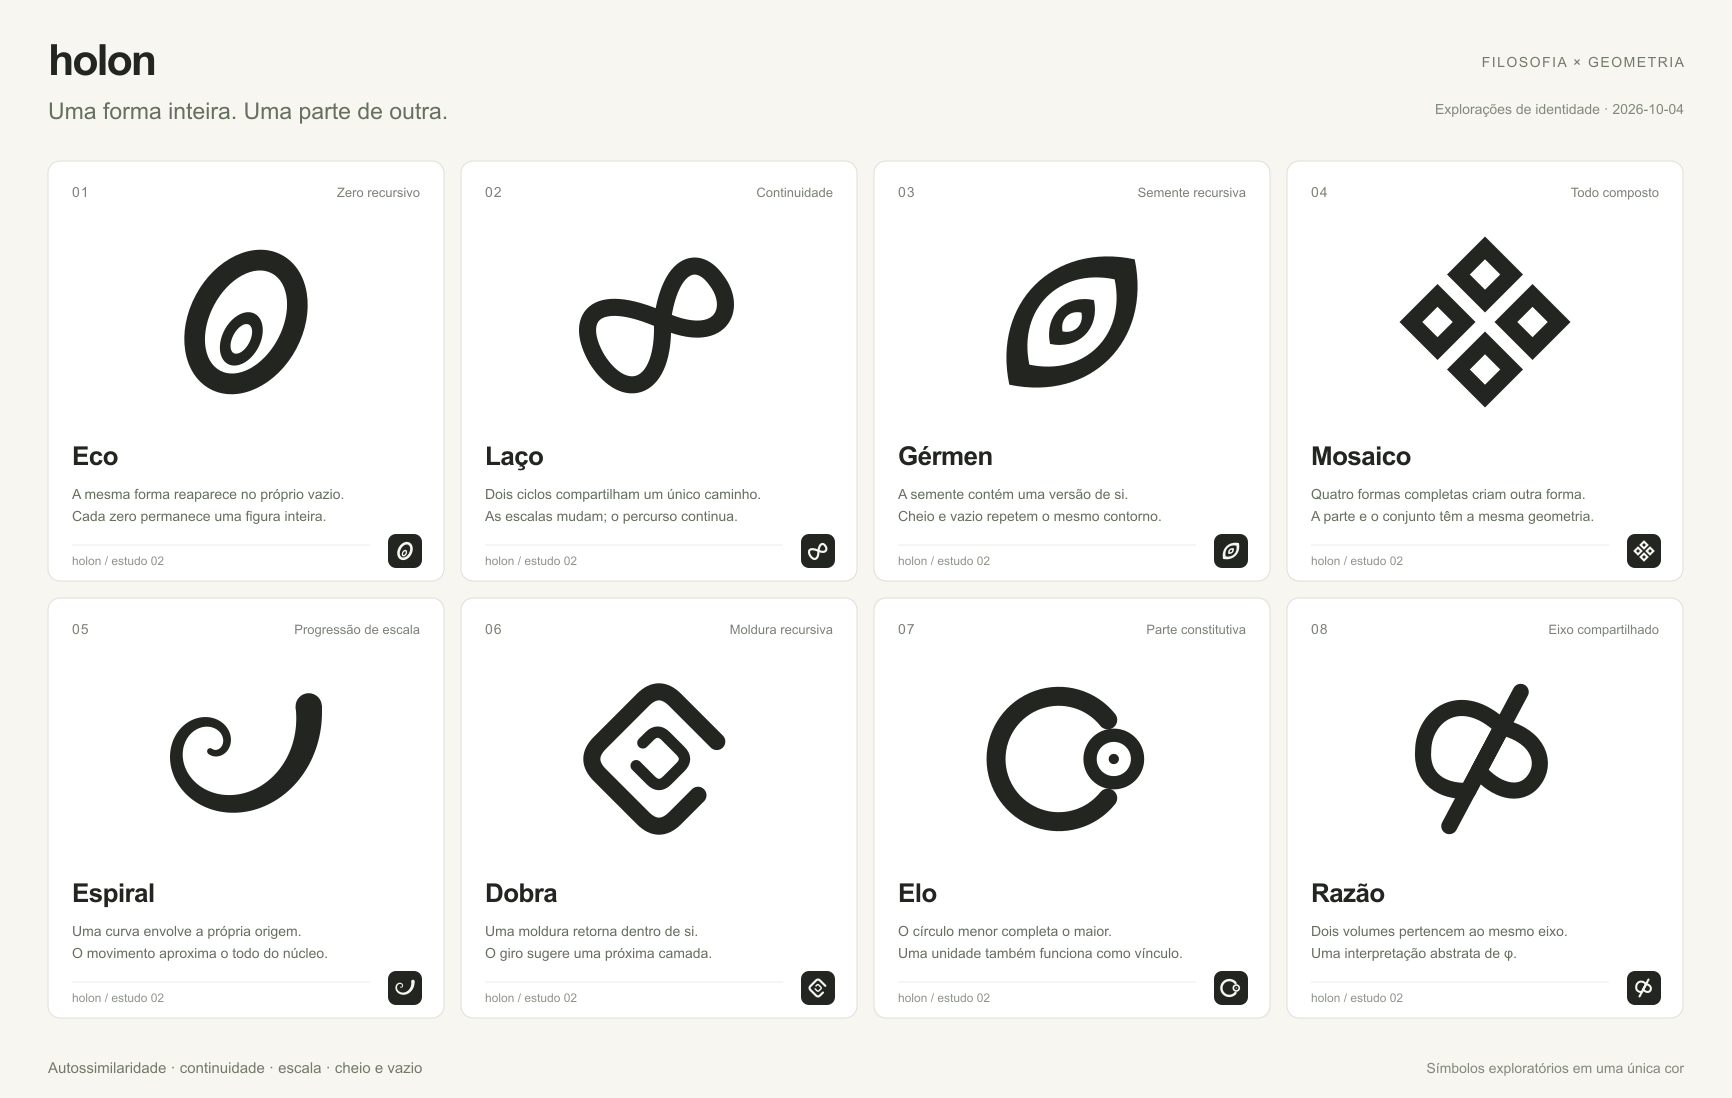 holon
FILOSOFIA × GEOMETRIA
Uma forma inteira. Uma parte de outra.
Explorações de identidade · 2026-10-04
01
Zero recursivo
Eco
A mesma forma reaparece no próprio vazio.
Cada zero permanece uma figura inteira.
holon / estudo 02
02
Continuidade
Laço
Dois ciclos compartilham um único caminho.
As escalas mudam; o percurso continua.
holon / estudo 02
03
Semente recursiva
Gérmen
A semente contém uma versão de si.
Cheio e vazio repetem o mesmo contorno.
holon / estudo 02
04
Todo composto
Mosaico
Quatro formas completas criam outra forma.
A parte e o conjunto têm a mesma geometria.
holon / estudo 02
05
Progressão de escala
Espiral
Uma curva envolve a própria origem.
O movimento aproxima o todo do núcleo.
holon / estudo 02
06
Moldura recursiva
Dobra
Uma moldura retorna dentro de si.
O giro sugere uma próxima camada.
holon / estudo 02
07
Parte constitutiva
Elo
O círculo menor completa o maior.
Uma unidade também funciona como vínculo.
holon / estudo 02
08
Eixo compartilhado
Razão
Dois volumes pertencem ao mesmo eixo.
Uma interpretação abstrata de φ.
holon / estudo 02
Autossimilaridade · continuidade · escala · cheio e vazio
Símbolos exploratórios em uma única cor